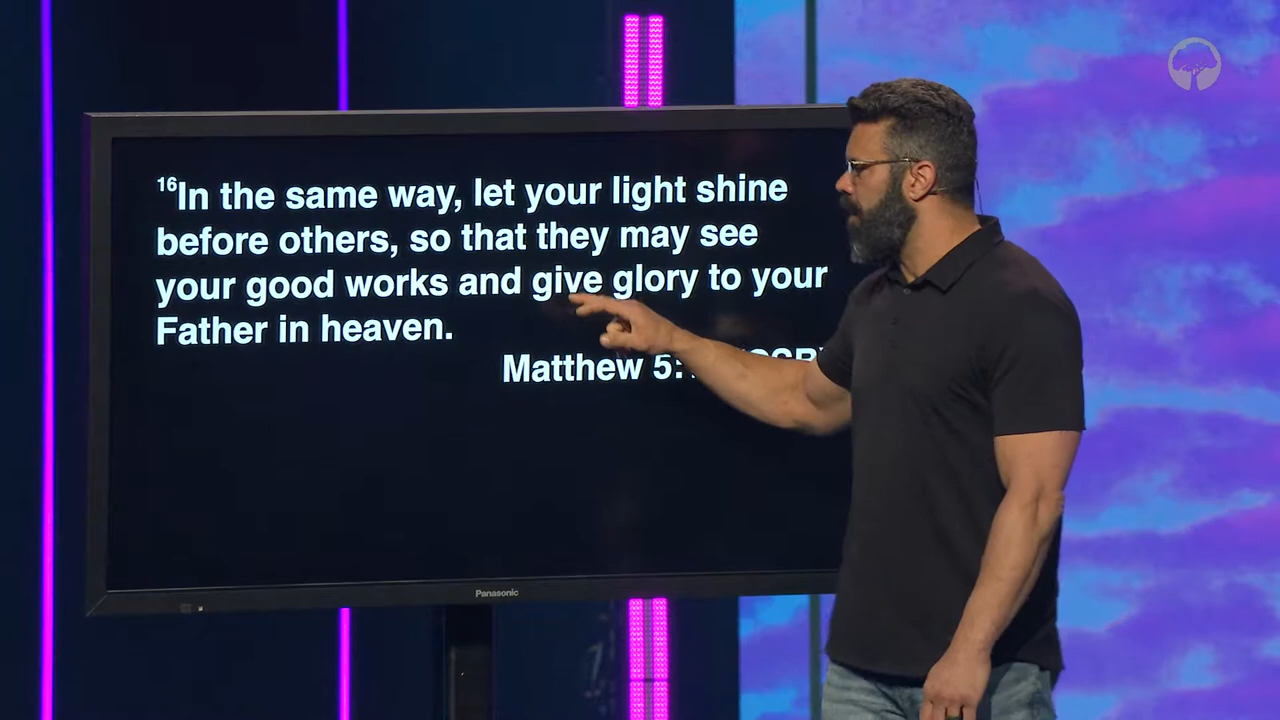 ¹⁶In the same way, let your light shine
before others, so that they may see
your good works and give glory to your
Father in heaven.
Matthew 5:
Panasonic